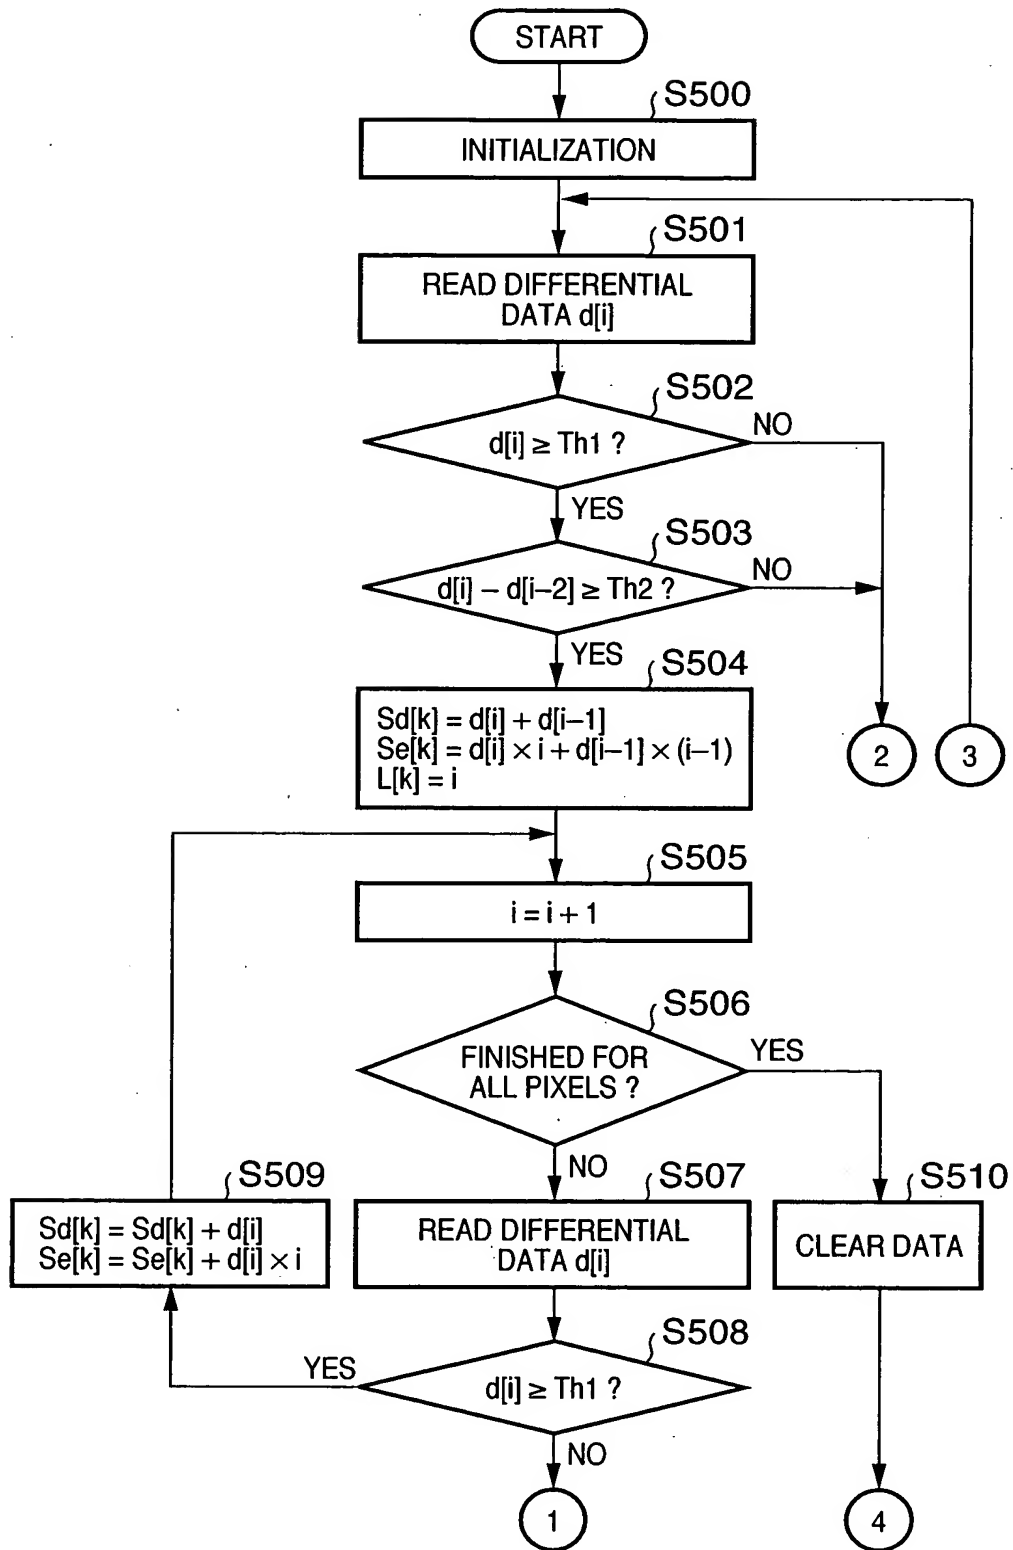 START
S500
INITIALIZATION
S501
READ DIFFERENTIAL
DATA d[i]
S502
d[i] ≥ Th1 ?
NO
YES
S503
d[i] – d[i–2] ≥ Th2 ?
NO
YES
S504
Sd[k] = d[i] + d[i–1]
Se[k] = d[i] × i + d[i–1] × (i–1)
L[k] = i
2
3
S505
i = i + 1
S506
FINISHED FOR
ALL PIXELS ?
YES
NO
S509
Sd[k] = Sd[k] + d[i]
Se[k] = Se[k] + d[i] × i
S507
READ DIFFERENTIAL
DATA d[i]
S510
CLEAR DATA
S508
d[i] ≥ Th1 ?
YES
NO
1
4